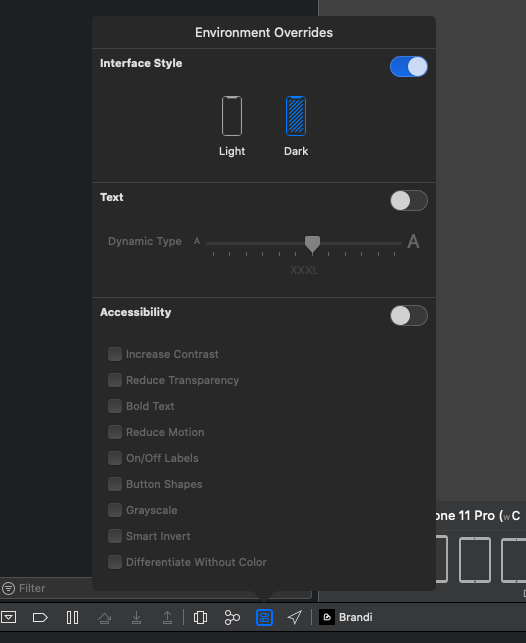 Environment Overrides
Interface Style
Light
Dark
Text
Dynamic Type
A
A
XXXL
Accessibility
Increase Contrast
Reduce Transparency
Bold Text
Reduce Motion
On/Off Labels
Button Shapes
Grayscale
Smart Invert
Differentiate Without Color
one 11 Pro (wC
Filter
Brandi